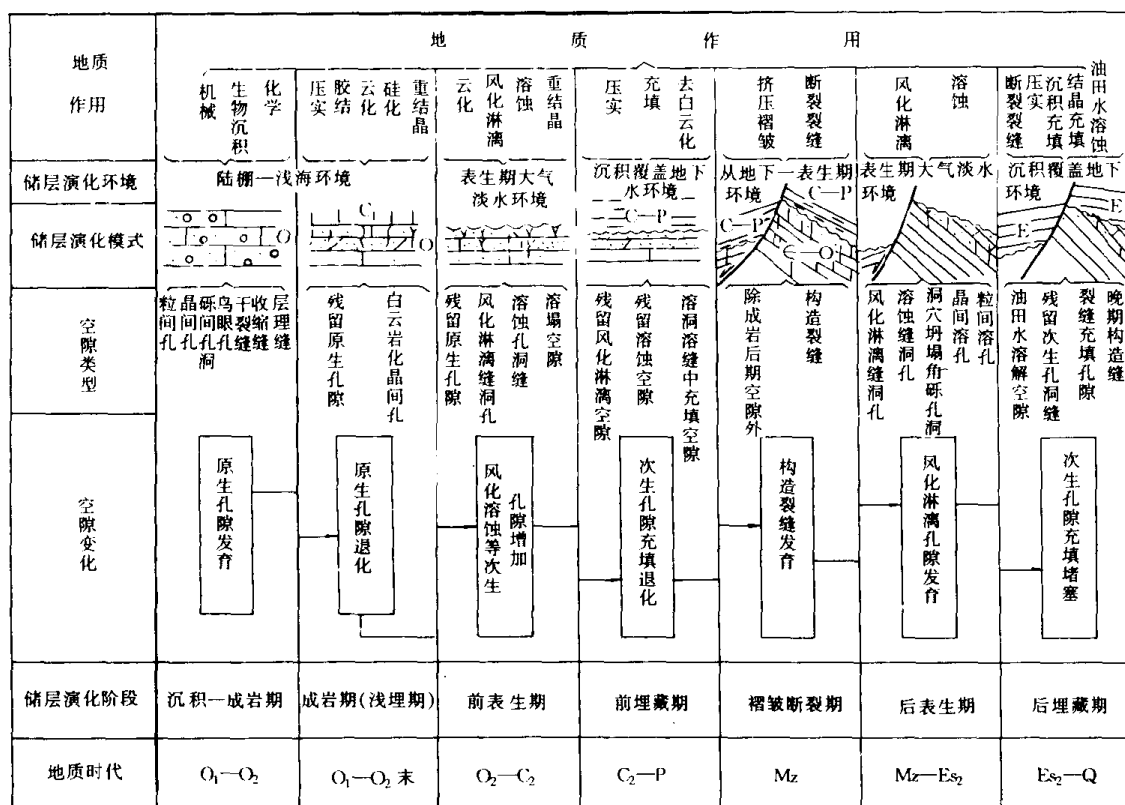 地质作用
地质
作用
机械
生物沉积
化学
压实
胶结
云化
硅化
重结晶
云化
风化淋漓
溶蚀
重结晶
压实
充填
去白云化
挤压褶皱
断裂裂缝
风化淋漓
溶蚀
断裂裂缝
压实
沉积充填
结晶充填
油田水溶蚀
储层演化环境
陆棚一浅海环境
表生期大气
淡水环境
沉积覆盖地下
水环境
从地下一表生期
环境
表生期大气淡水
环境
沉积覆盖地下
环境
储层演化模式
O
C
O
C—P
C—P
C—P
Є—O
E
E
空隙类型
粒间孔
晶间孔
砾间孔洞
鸟眼孔
干裂缝
收缩缝
层理缝
残留原生孔隙
白云岩化晶间孔
残留原生孔隙
风化淋漓缝洞孔
溶蚀孔洞缝
溶塌空隙
残留风化淋漓空隙
残留溶蚀空隙
溶洞溶缝中充填空隙
除成岩后期空隙外
构造裂缝
风化淋漓缝洞孔
溶蚀缝洞孔
洞穴坍塌角砾孔洞
晶间溶孔
粒间溶孔
油田水溶解空隙
残留次生孔洞缝
裂缝充填孔隙
晚期构造缝
空隙变化
原生孔隙发育
原生孔隙退化
风化溶蚀等次生
孔隙增加
次生孔隙充填退化
构造裂缝发育
风化淋漓孔隙发育
次生孔隙充填堵塞
储层演化阶段
沉积一成岩期
成岩期(浅埋期)
前表生期
前埋藏期
褶皱断裂期
后表生期
后埋藏期
地质时代
O₁—O₂
O₁—O₂ 末
O₂—C₂
C₂—P
Mz
Mz—Es₂
Es₂—Q